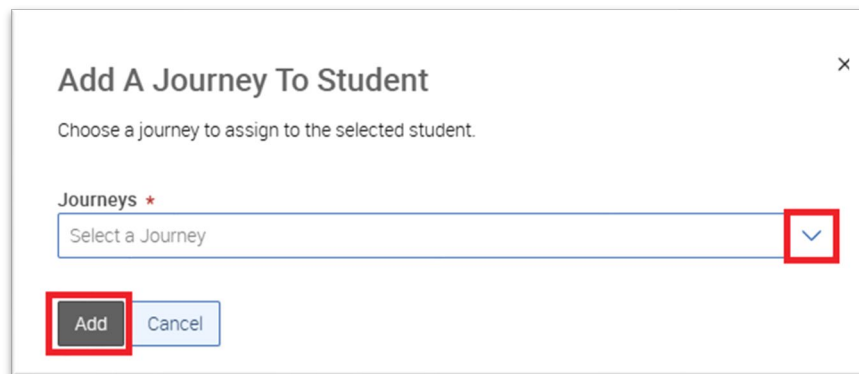 Add A Journey To Student
Choose a journey to assign to the selected student.
Journeys *
Select a Journey
Add Cancel